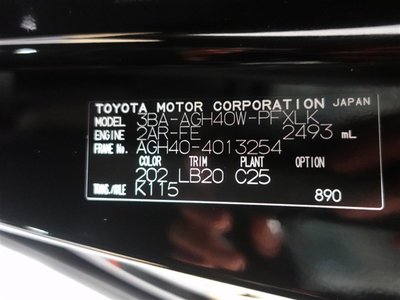 TOYOTA MOTOR CORPORATION JAPAN
MODEL 3BA-AGH40W-PFXLK
ENGINE 2AR-FE 2493 mL
FRAME No. AGH40-4013254
COLOR TRIM PLANT OPTION
202 LB20 C25
TRANS./AXLE K115
890